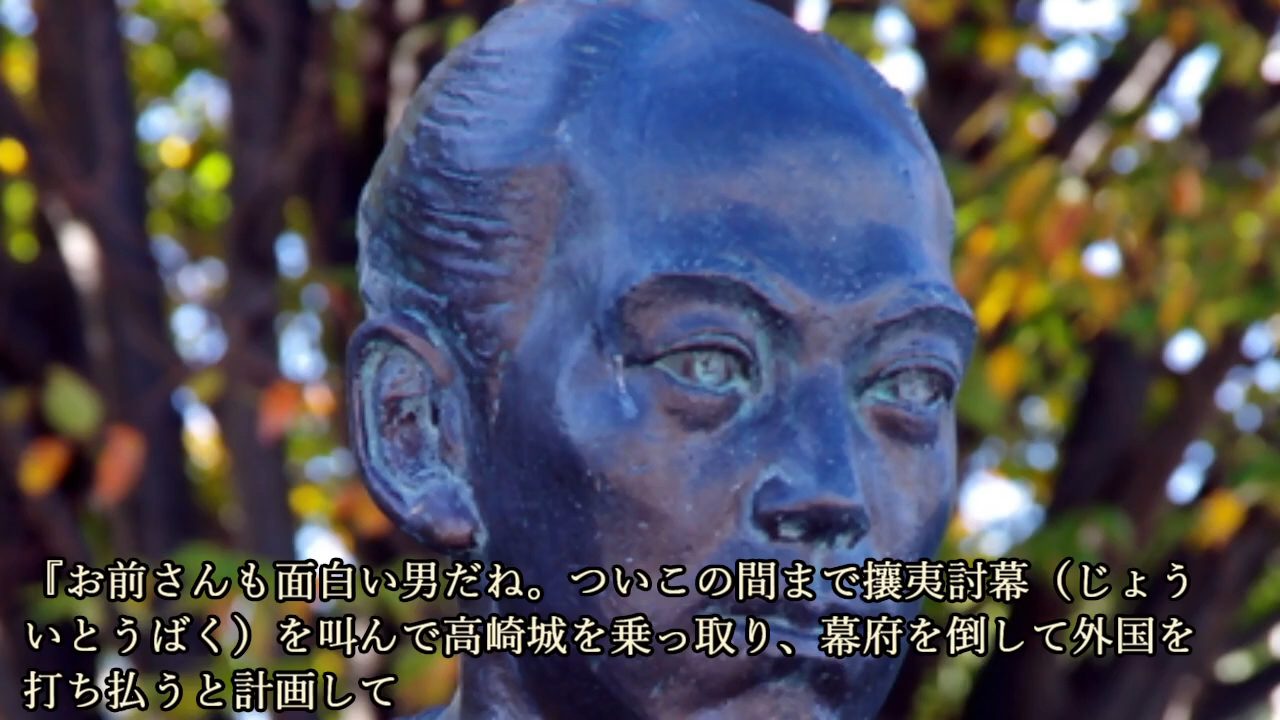 『お前さんも面白い男だね。ついこの間まで攘夷討幕（じょう
いとうばく）を叫んで高崎城を乗っ取り、幕府を倒して外国を
打ち払うと計画して